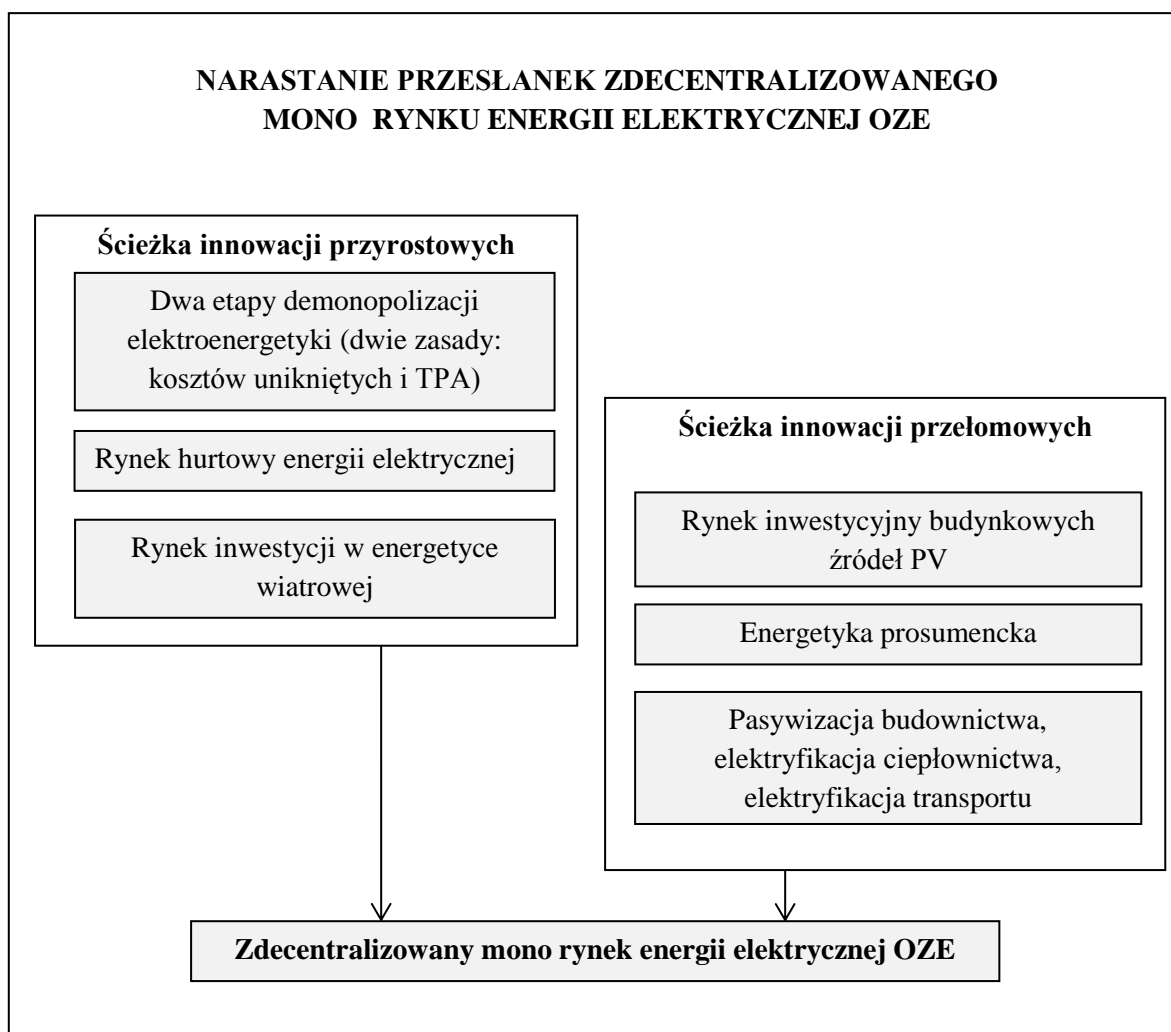 NARASTANIE PRZESŁANEK ZDECENTRALIZOWANEGO
MONO RYNKU ENERGII ELEKTRYCZNEJ OZE
Ścieżka innowacji przyrostowych
Dwa etapy demonopolizacji
elektroenergetyki (dwie zasady:
kosztów unikniętych i TPA)
Rynek hurtowy energii elektrycznej
Rynek inwestycji w energetyce
wiatrowej
Ścieżka innowacji przełomowych
Rynek inwestycyjny budynkowych
źródeł PV
Energetyka prosumencka
Pasywizacja budownictwa,
elektryfikacja ciepłownictwa,
elektryfikacja transportu
Zdecentralizowany mono rynek energii elektrycznej OZE